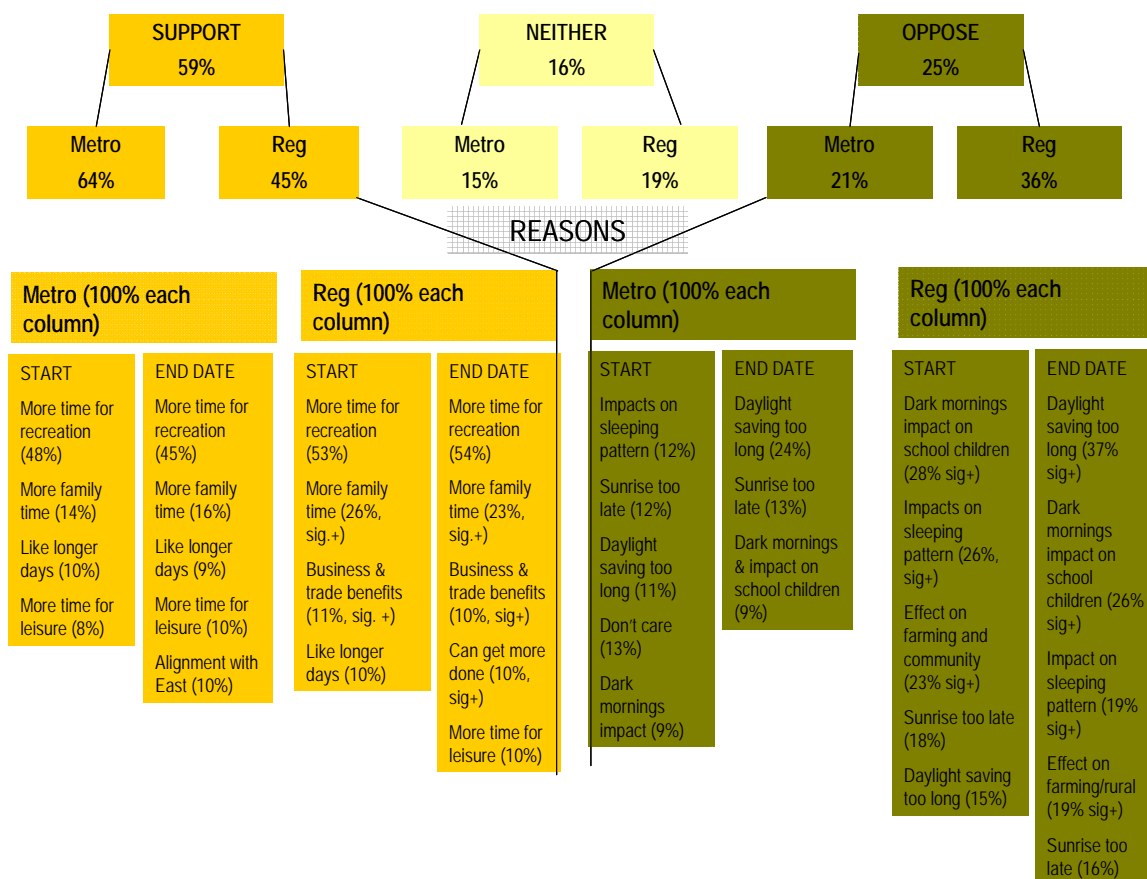 SUPPORT
59%
NEITHER
16%
OPPOSE
25%
Metro
64%
Reg
45%
Metro
15%
Reg
19%
Metro
21%
Reg
36%
REASONS
Metro (100% each
column)
START
More time for
recreation
(48%)
More family
time (14%)
Like longer
days (10%)
More time for
leisure (8%)
END DATE
More time for
recreation
(45%)
More family
time (16%)
Like longer
days (9%)
More time for
leisure (10%)
Alignment with
East (10%)
Reg (100% each
column)
START
More time for
recreation
(53%)
More family
time (26%,
sig.+)
Business &
trade benefits
(11%, sig. +)
Like longer
days (10%)
END DATE
More time for
recreation
(54%)
More family
time (23%,
sig.+)
Business &
trade benefits
(10%, sig+)
Can get more
done (10%,
sig+)
More time for
leisure (10%)
Metro (100% each
column)
START
Impacts on
sleeping
pattern (12%)
Sunrise too
late (12%)
Daylight
saving too
long (11%)
Don't care
(13%)
Dark
mornings
impact (9%)
END DATE
Daylight
saving too
long (24%)
Sunrise too
late (13%)
Dark mornings
& impact on
school children
(9%)
Reg (100% each
column)
START
Dark mornings
impact on
school children
(28% sig+)
Impacts on
sleeping
pattern (26%,
sig+)
Effect on
farming and
community
(23% sig+)
Sunrise too late
(18%)
Daylight saving
too long (15%)
END DATE
Daylight
saving too
long (37%
sig+)
Dark
mornings
impact on
school
children (26%
sig+)
Impact on
sleeping
pattern (19%
sig+)
Effect on
farming/rural
(19% sig+)
Sunrise too
late (16%)